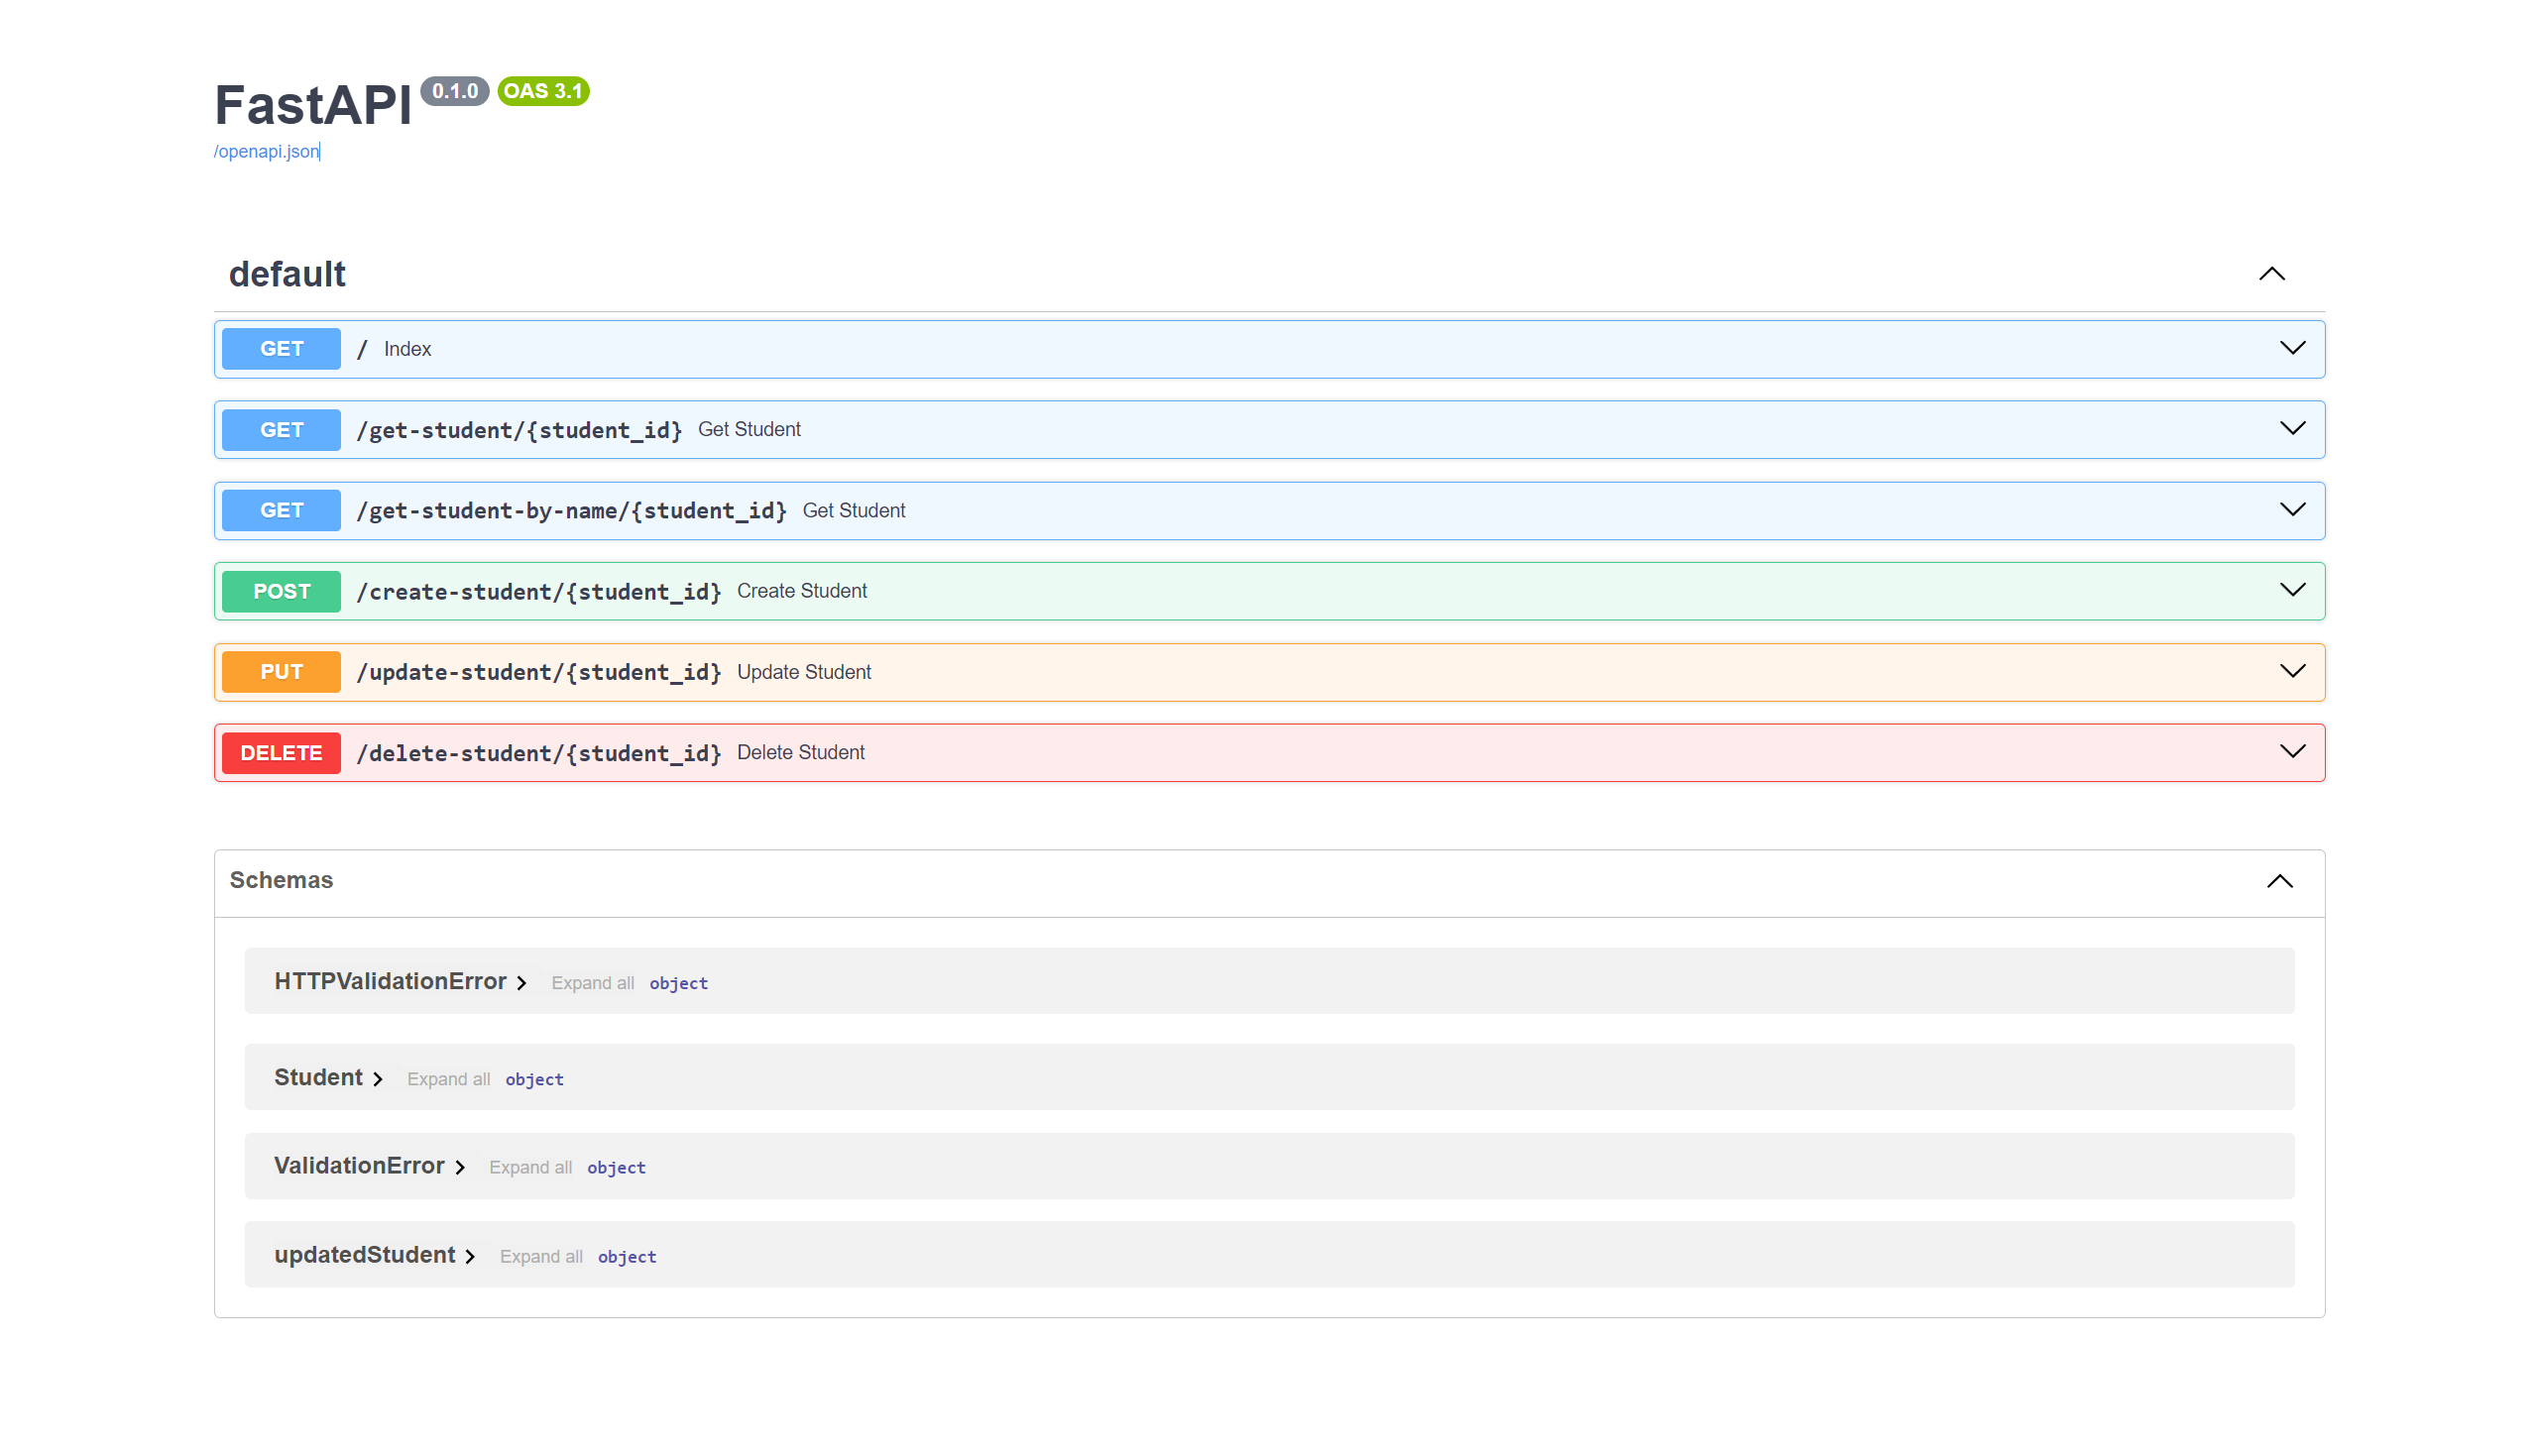 FastAPI 0.1.0 OAS 3.1
/openapi.json
default
GET / Index
GET /get-student/{student_id} Get Student
GET /get-student-by-name/{student_id} Get Student
POST /create-student/{student_id} Create Student
PUT /update-student/{student_id} Update Student
DELETE /delete-student/{student_id} Delete Student
Schemas
HTTPValidationError Expand all object
Student Expand all object
ValidationError Expand all object
updatedStudent Expand all object